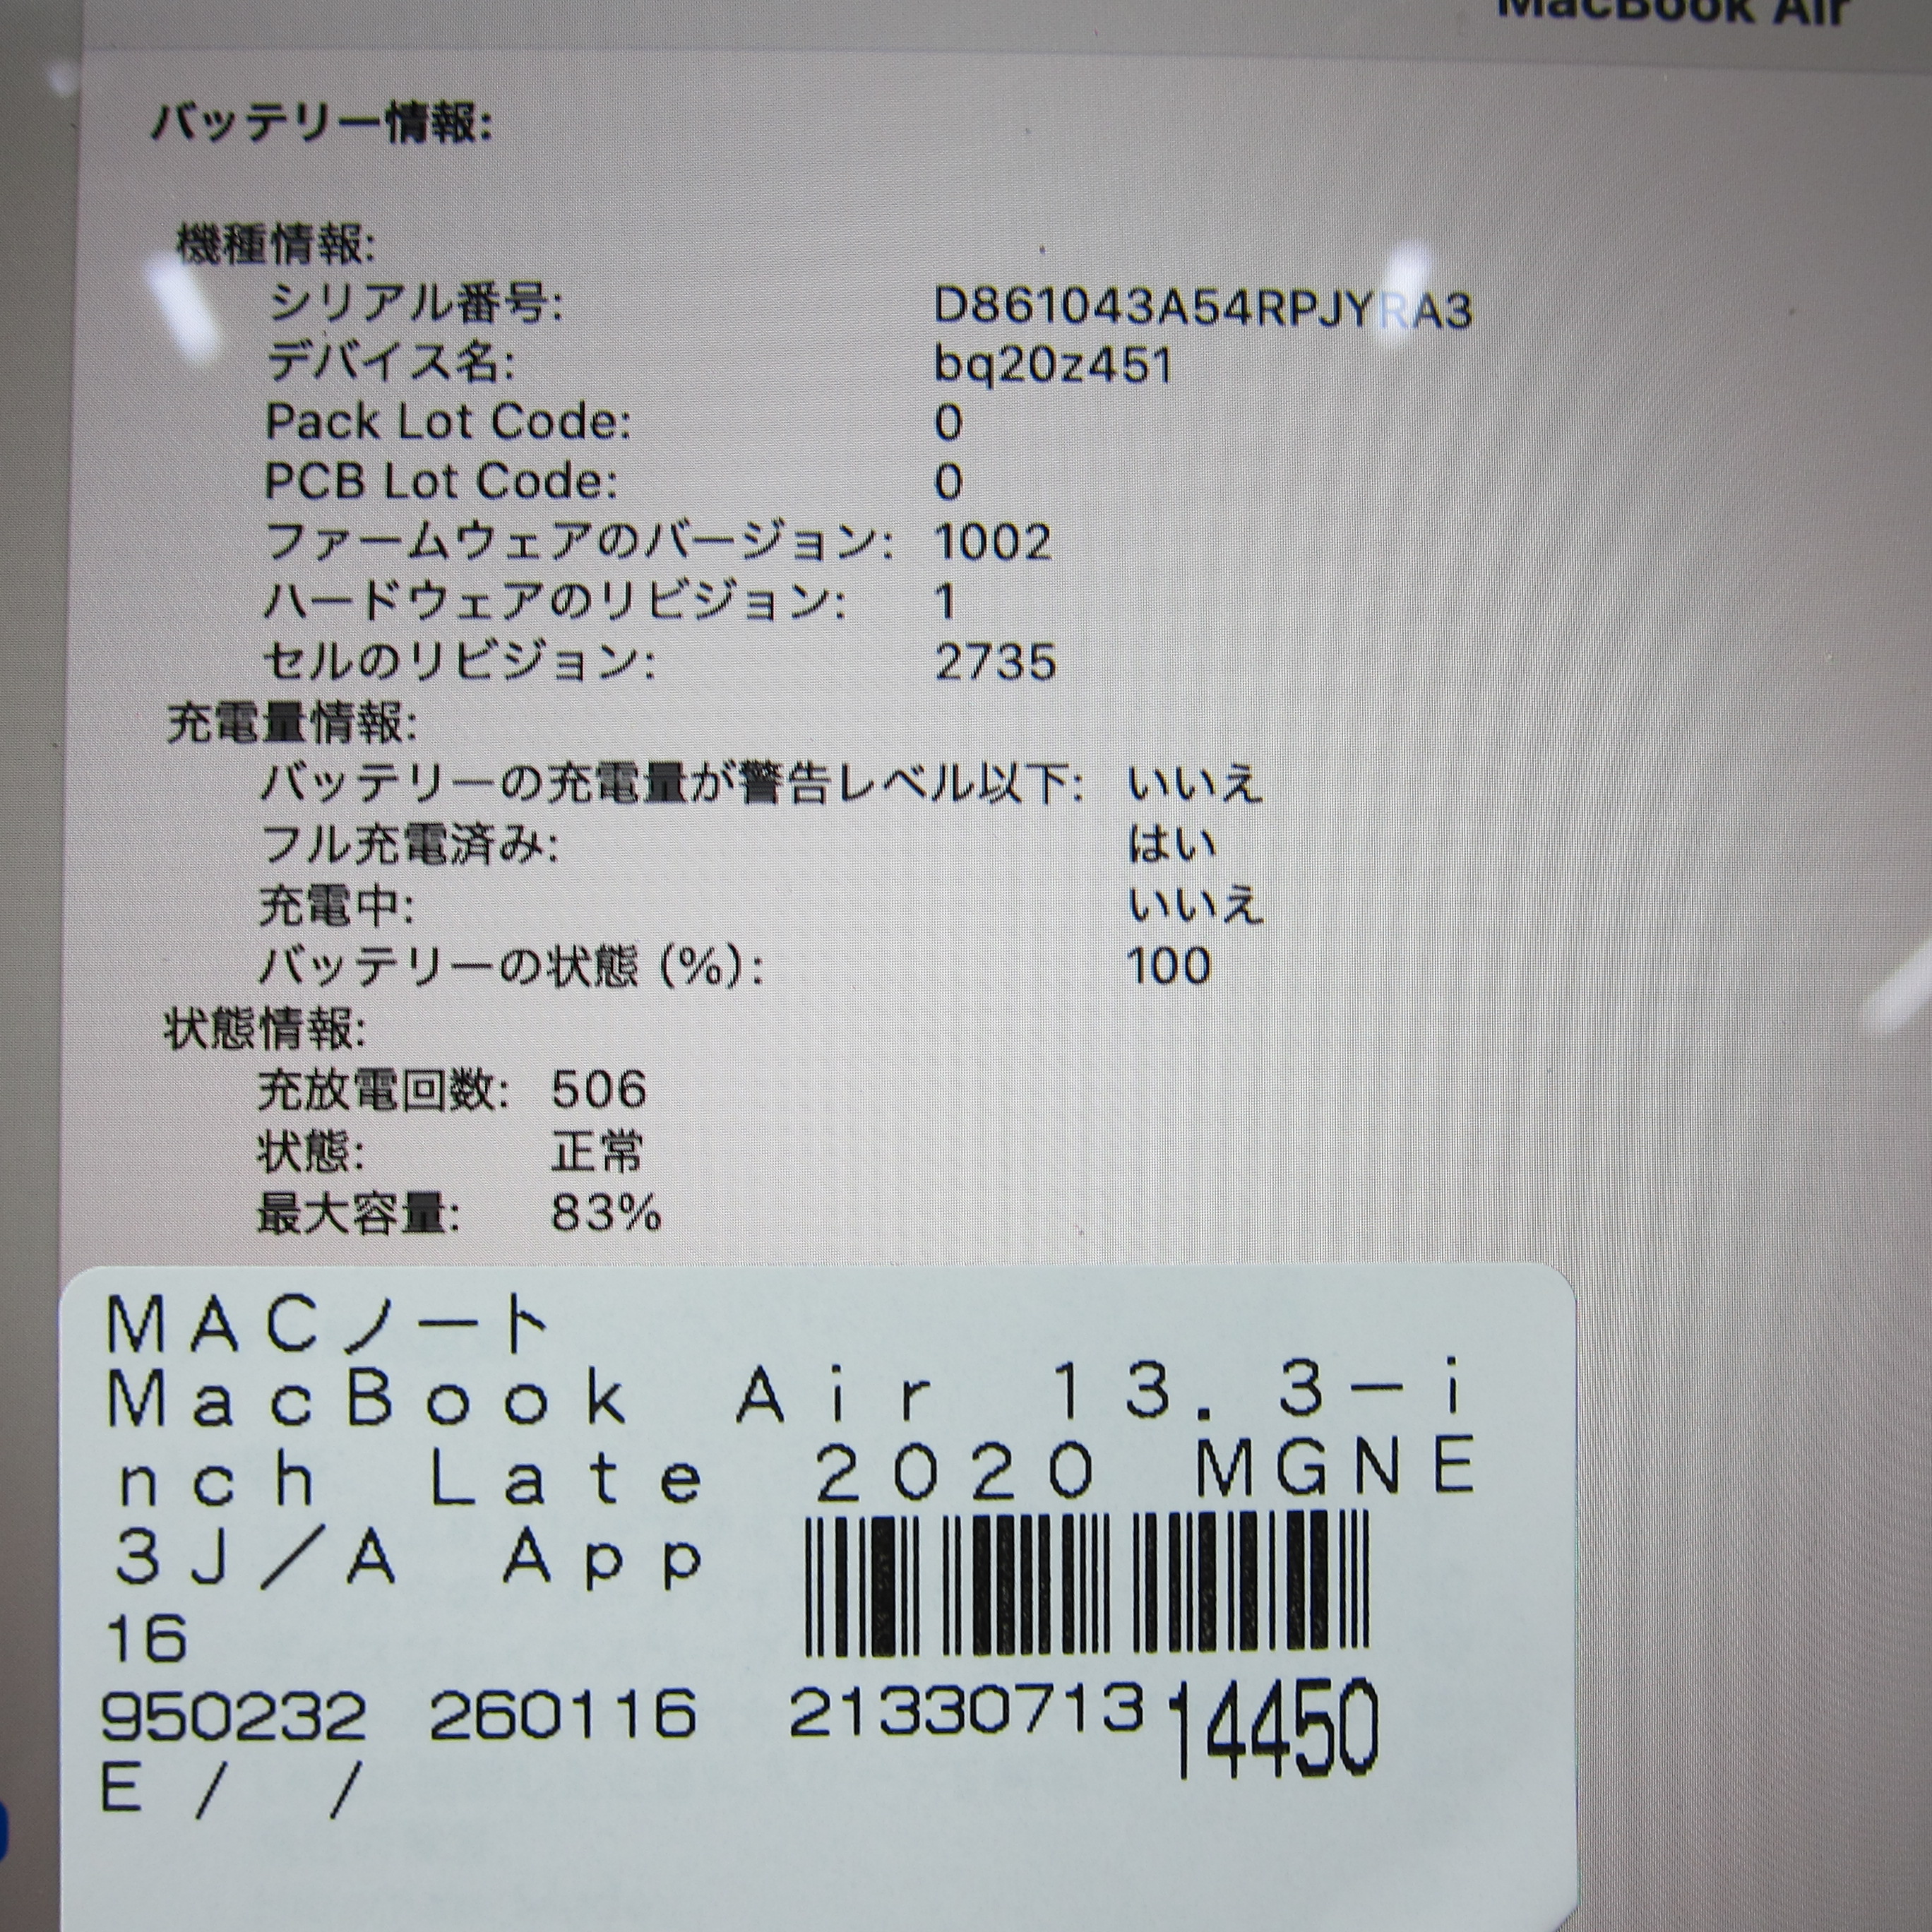 MacBook Air
バッテリー情報:
機種情報:
シリアル番号: D861043A54RPJYRA3
デバイス名: bq20z451
Pack Lot Code: 0
PCB Lot Code: 0
ファームウェアのバージョン: 1002
ハードウェアのリビジョン: 1
セルのリビジョン: 2735
充電量情報:
バッテリーの充電量が警告レベル以下: いいえ
フル充電済み: はい
充電中: いいえ
バッテリーの状態 (%): 100
状態情報:
充放電回数: 506
状態: 正常
最大容量: 83%
MACノート
MacBook Air 13.3-i
nch Late 2020 MGNE
3J/A App
16
950232 260116 21330713 14450
E / /